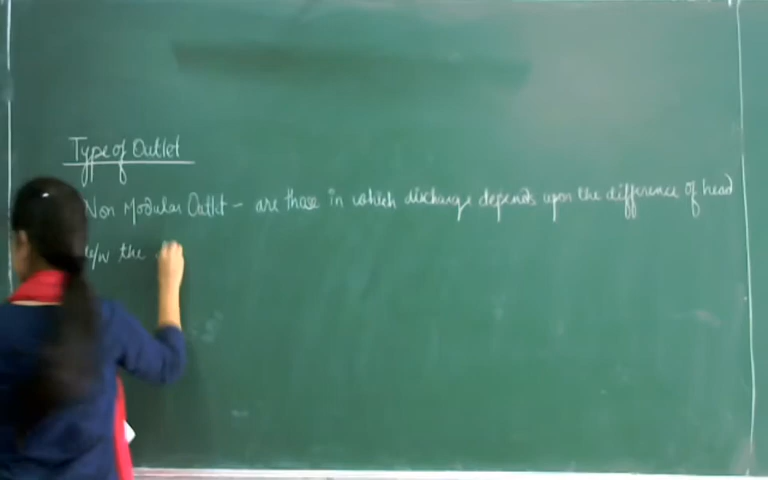 Type of Outlet
Non Modular Outlet - are those in which discharge depends upon the difference of head
b/w the